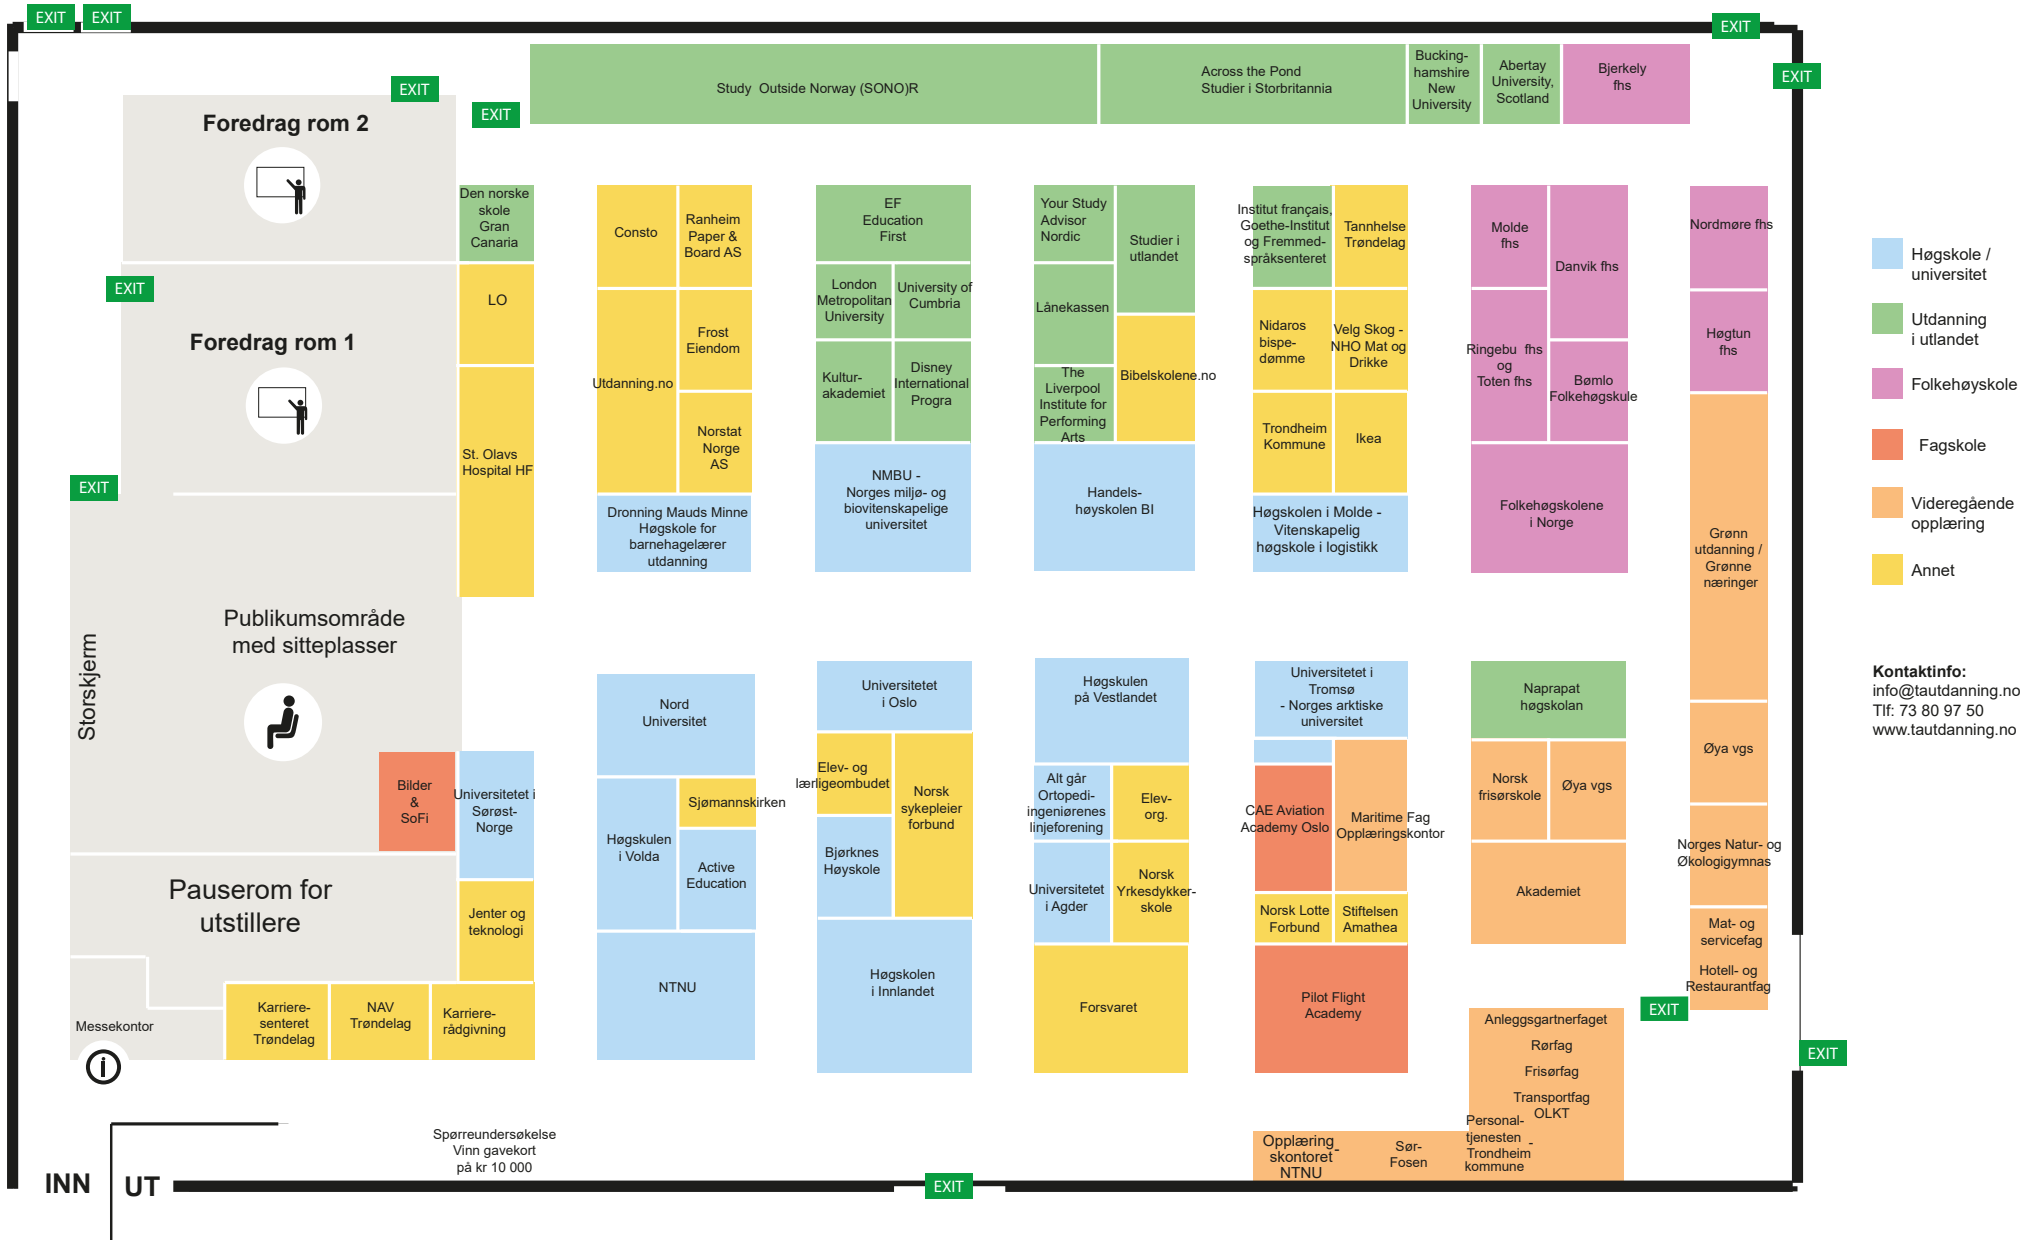 EXIT
EXIT
EXIT
EXIT
EXIT
EXIT
Study Outside Norway (SONO)R
Across the Pond
Studier i Storbritannia
Bucking-
hamshire
New
University
Abertay
University,
Scotland
Bjerkely
fhs
Foredrag rom 2
EXIT
Foredrag rom 1
EXIT
Storskjerm
Publikumsområde
med sitteplasser
Pauserom for
utstillere
Messekontor
i
Den norske
skole
Gran
Canaria
LO
St. Olavs
Hospital HF
Bilder
&
SoFi
Universitetet i
Sørøst-
Norge
Jenter og
teknologi
Karriere-
senteret
Trøndelag
NAV
Trøndelag
Karriere-
rådgivning
Consto
Ranheim
Paper &
Board AS
Utdanning.no
Frost
Eiendom
Norstat
Norge
AS
Dronning Mauds Minne
Høgskole for
barnehagelærer
utdanning
EF
Education
First
London
Metropolitan
University
University of
Cumbria
Kultur-
akademiet
Disney
International
Progra
NMBU -
Norges miljø- og
biovitenskapelige
universitet
Your Study
Advisor
Nordic
Studier i
utlandet
Lånekassen
The
Liverpool
Institute for
Performing
Arts
Bibelskolene.no
Handels-
høyskolen BI
Institut français,
Goethe-Institut
og Fremmed-
språksenteret
Tannhelse
Trøndelag
Nidaros
bispe-
dømme
Velg Skog -
NHO Mat og
Drikke
Trondheim
Kommune
Ikea
Høgskolen i Molde -
Vitenskapelig
høgskole i logistikk
Molde
fhs
Danvik fhs
Ringebu fhs
og
Toten fhs
Bømlo
Folkehøgskule
Folkehøgskolene
i Norge
Nordmøre fhs
Høgtun
fhs
Grønn
utdanning /
Grønne
næringer
Øya vgs
Norges Natur- og
Økologigymnas
Mat- og
servicefag
Hotell- og
Restaurantfag
Nord
Universitet
Høgskulen
i Volda
Sjømannskirken
Active
Education
NTNU
Universitetet
i Oslo
Elev- og
lærligeombudet
Norsk
sykepleier
forbund
Bjørknes
Høyskole
Høgskolen
i Innlandet
Høgskulen
på Vestlandet
Alt går
Ortopedi-
ingeniørenes
linjeforening
Elev-
org.
Universitetet
i Agder
Norsk
Yrkesdykker-
skole
Forsvaret
Universitetet i
Tromsø
- Norges arktiske
universitet
CAE Aviation
Academy Oslo
Maritime Fag
Opplæringskontor
Norsk Lotte
Forbund
Stiftelsen
Amathea
Pilot Flight
Academy
Naprapat
høgskolan
Norsk
frisørskole
Øya vgs
Akademiet
EXIT
EXIT
Anleggsgartnerfaget
Rørfag
Frisørfag
Transportfag
OLKT
Personal-
tjenesten -
Trondheim
kommune
Opplæring
skontoret -
NTNU
Sør-
Fosen
Spørreundersøkelse
Vinn gavekort
på kr 10 000
INN
UT
EXIT
Høgskole /
universitet
Utdanning
i utlandet
Folkehøyskole
Fagskole
Videregående
opplæring
Annet
Kontaktinfo:
info@tautdanning.no
Tlf: 73 80 97 50
www.tautdanning.no